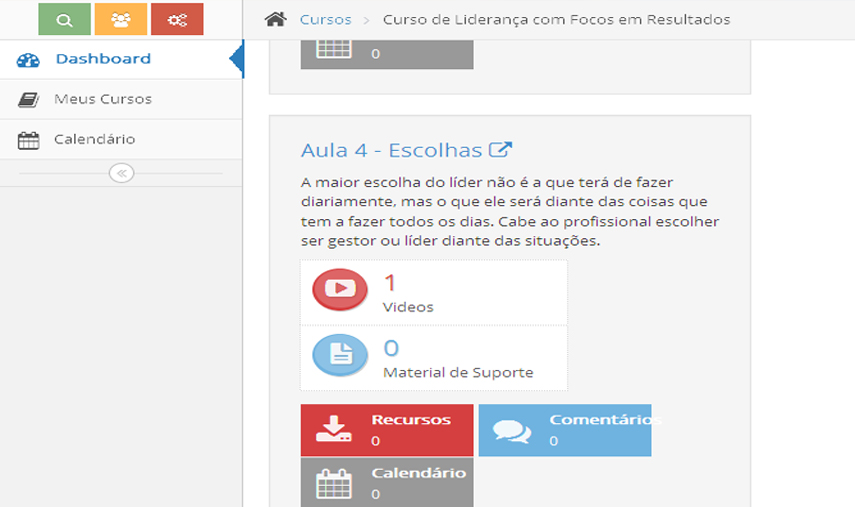 Cursos > Curso de Liderança com Focos em Resultados
Dashboard
Meus Cursos
Calendário
0
Aula 4 - Escolhas
A maior escolha do líder não é a que terá de fazer
diariamente, mas o que ele será diante das coisas que
tem a fazer todos os dias. Cabe ao profissional escolher
ser gestor ou líder diante das situações.
1
Videos
0
Material de Suporte
Recursos
0
Comentários
0
Calendário
0